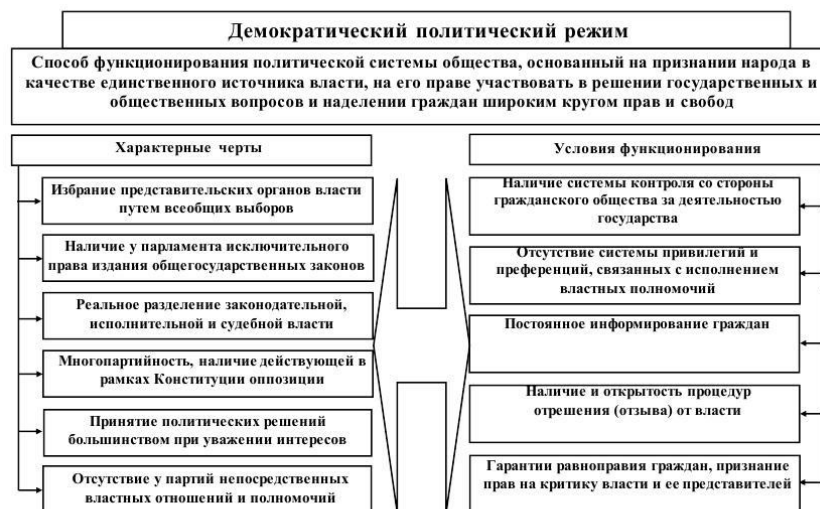 Демократический политический режим
Способ функционирования политической системы общества, основанный на признании народа в
качестве единственного источника власти, на его праве участвовать в решении государственных и
общественных вопросов и наделении граждан широким кругом прав и свобод
Характерные черты
Избрание представительских органов власти
путем всеобщих выборов
Наличие у парламента исключительного
права издания общегосударственных законов
Реальное разделение законодательной,
исполнительной и судебной власти
Многопартийность, наличие действующей в
рамках Конституции оппозиции
Принятие политических решений
большинством при уважении интересов
Отсутствие у партий непосредственных
властных отношений и полномочий
Условия функционирования
Наличие системы контроля со стороны
гражданского общества за деятельностью
государства
Отсутствие системы привилегий и
преференций, связанных с исполнением
властных полномочий
Постоянное информирование граждан
Наличие и открытость процедур
отрешения (отзыва) от власти
Гарантии равноправия граждан, признание
прав на критику власти и ее представителей